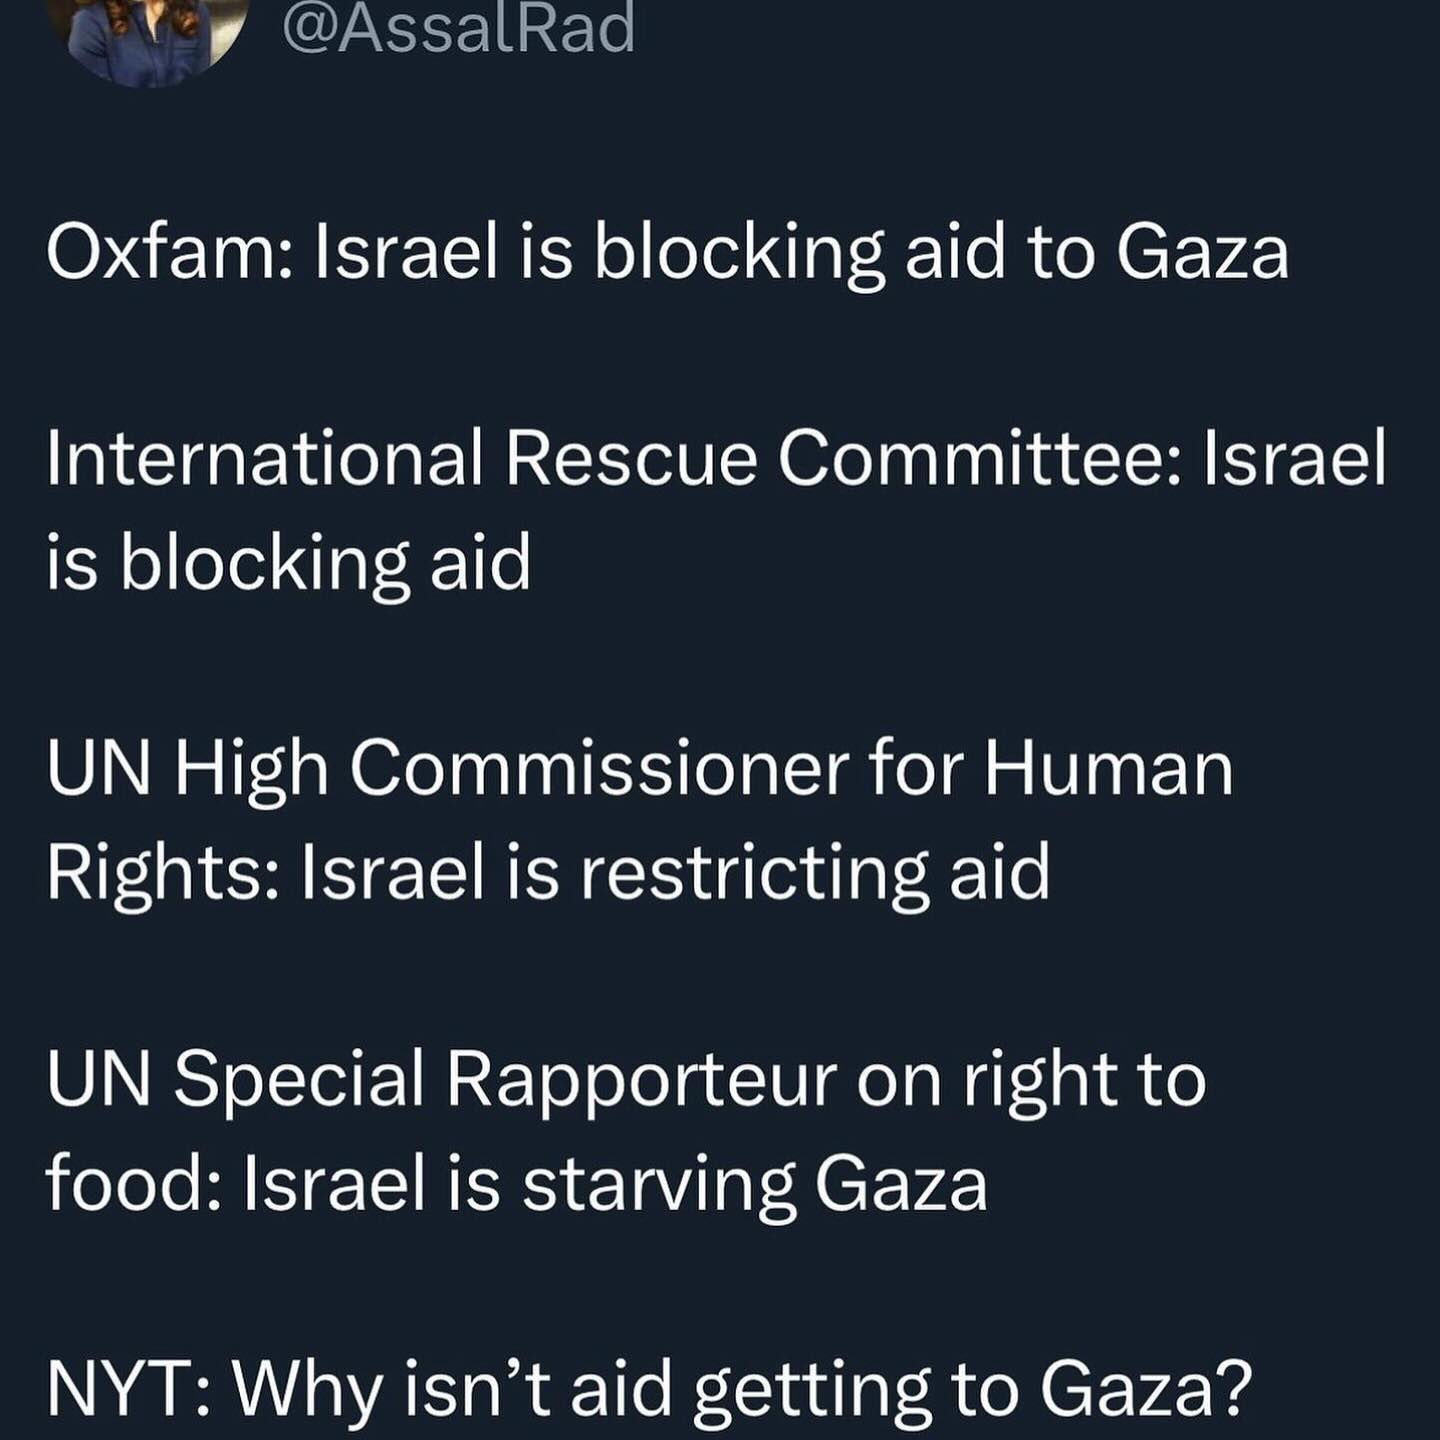 @AssalRad
Oxfam: Israel is blocking aid to Gaza
International Rescue Committee: Israel
is blocking aid
UN High Commissioner for Human
Rights: Israel is restricting aid
UN Special Rapporteur on right to
food: Israel is starving Gaza
NYT: Why isn’t aid getting to Gaza?